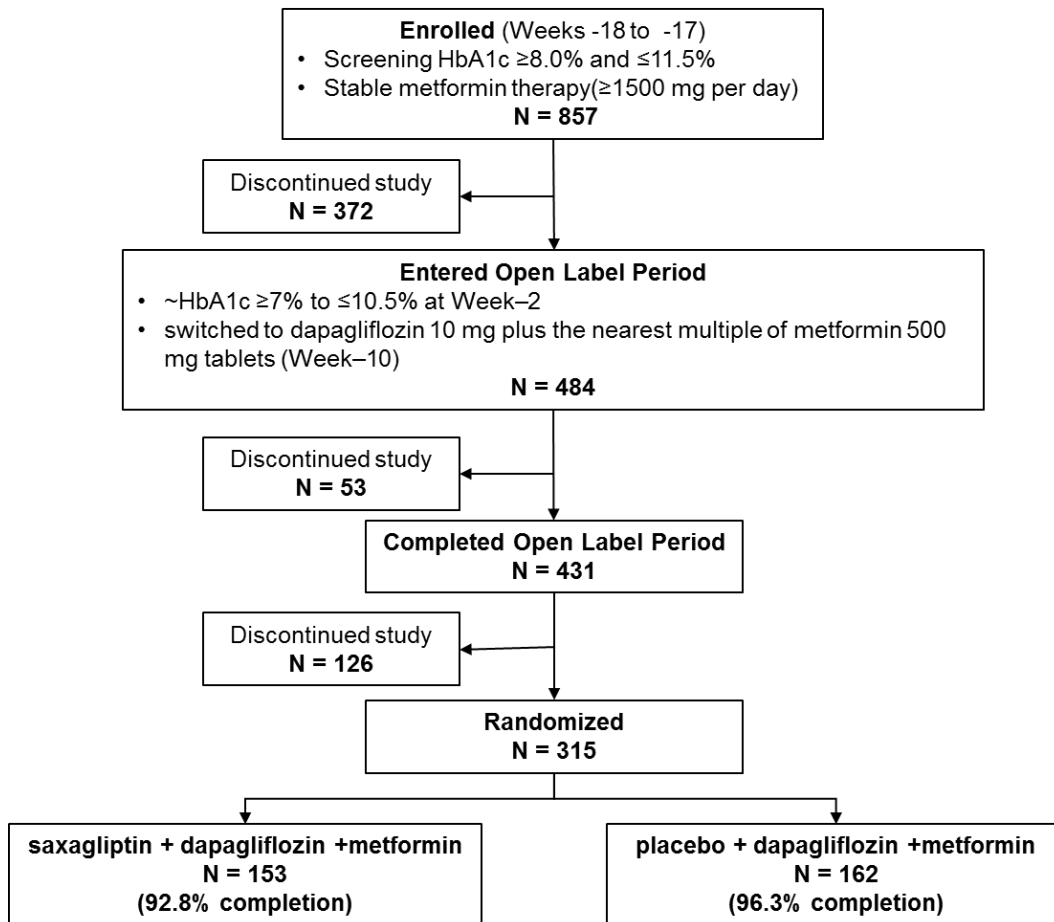 Enrolled (Weeks -18 to -17)
• Screening HbA1c ≥8.0% and ≤11.5%
• Stable metformin therapy(≥1500 mg per day)
N = 857
Discontinued study
N = 372
Entered Open Label Period
• ~HbA1c ≥7% to ≤10.5% at Week–2
• switched to dapagliflozin 10 mg plus the nearest multiple of metformin 500
mg tablets (Week–10)
N = 484
Discontinued study
N = 53
Completed Open Label Period
N = 431
Discontinued study
N = 126
Randomized
N = 315
saxagliptin + dapagliflozin +metformin
N = 153
(92.8% completion)
placebo + dapagliflozin +metformin
N = 162
(96.3% completion)